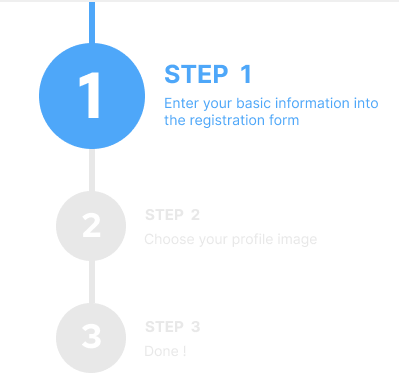 1
STEP 1
Enter your basic information into
the registration form
2
STEP 2
Choose your profile image
3
STEP 3
Done !